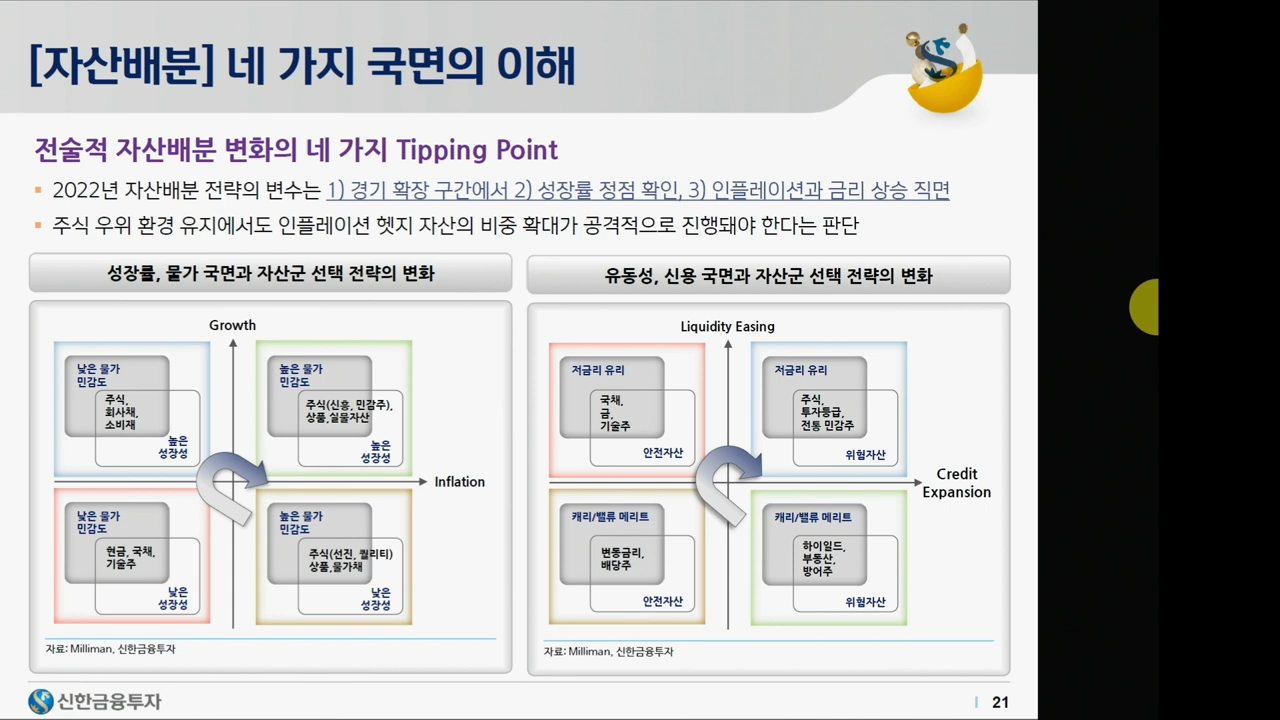 [자산배분] 네 가지 국면의 이해
전술적 자산배분 변화의 네 가지 Tipping Point
▪ 2022년 자산배분 전략의 변수는 1) 경기 확장 구간에서 2) 성장률 정점 확인, 3) 인플레이션과 금리 상승 직면
▪ 주식 우위 환경 유지에서도 인플레이션 헷지 자산의 비중 확대가 공격적으로 진행돼야 한다는 판단
성장률, 물가 국면과 자산군 선택 전략의 변화
Growth
낮은 물가
민감도
주식,
회사채,
소비재
높은
성장성
높은 물가
민감도
주식(신흥, 민감주),
상품,실물자산
높은
성장성
Inflation
낮은 물가
민감도
현금, 국채,
기술주
낮은
성장성
높은 물가
민감도
주식(선진, 퀄리티)
상품,물가채
낮은
성장성
자료: Milliman, 신한금융투자
유동성, 신용 국면과 자산군 선택 전략의 변화
Liquidity Easing
저금리 유리
국채,
금,
기술주
안전자산
저금리 유리
주식,
투자등급,
전통 민감주
위험자산
Credit
Expansion
캐리/밸류 메리트
변동금리,
배당주
안전자산
캐리/밸류 메리트
하이일드,
부동산,
방어주
위험자산
자료: Milliman, 신한금융투자
신한금융투자
21